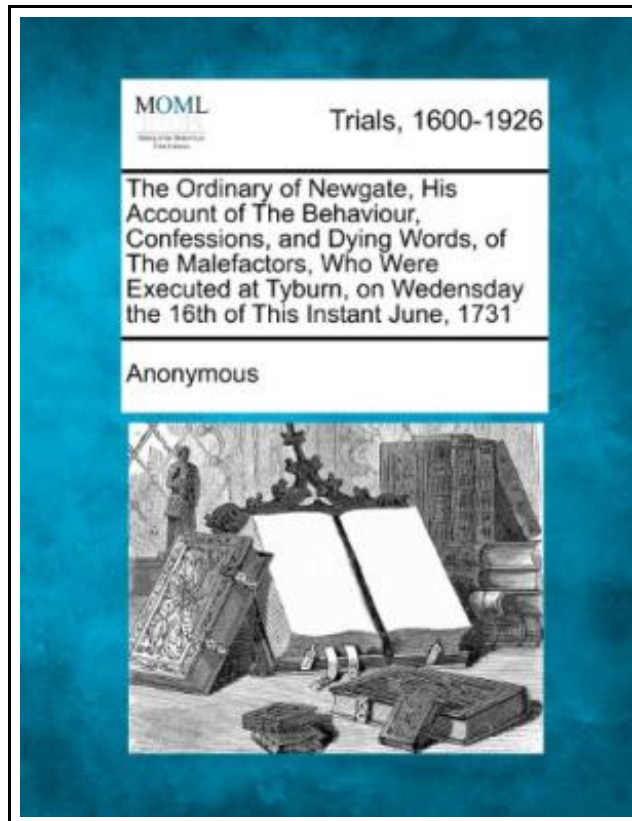 MOML
Trials, 1600-1926
The Ordinary of Newgate, His
Account of The Behaviour,
Confessions, and Dying Words, of
The Malefactors, Who Were
Executed at Tyburn, on Wedensday
the 16th of This Instant June, 1731
Anonymous